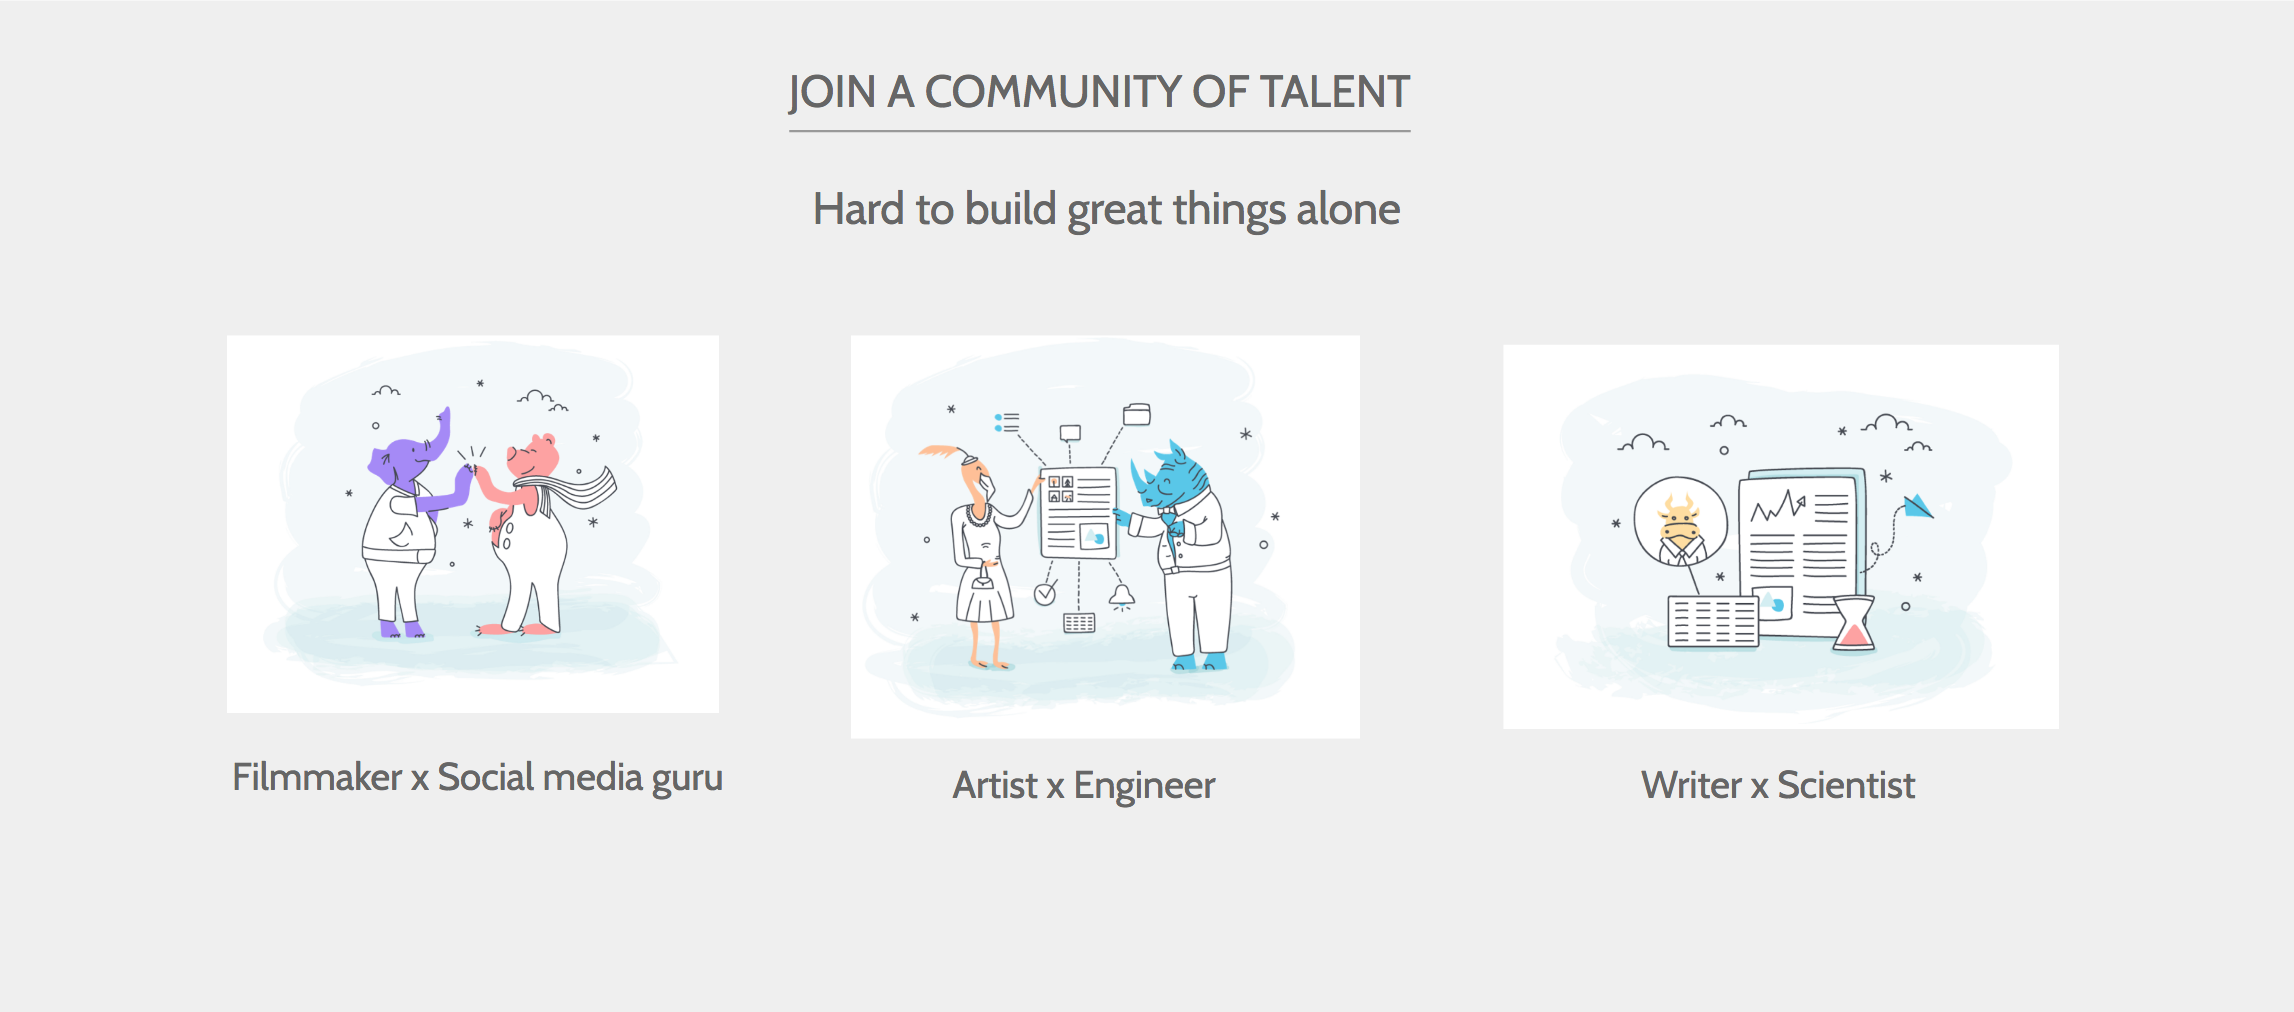 JOIN A COMMUNITY OF TALENT
Hard to build great things alone
Filmmaker x Social media guru
Artist x Engineer
Writer x Scientist